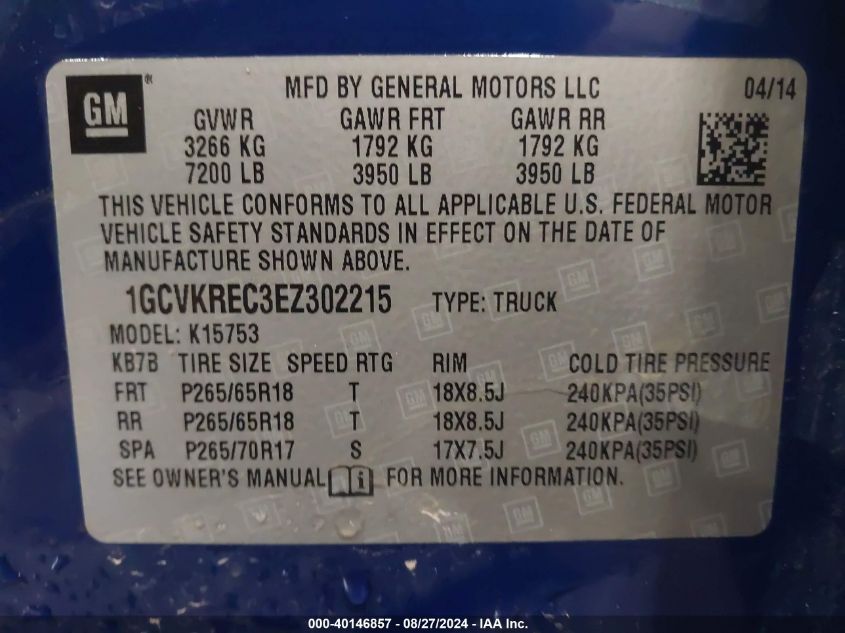 GM ® MFD BY GENERAL MOTORS LLC 04/14
GVWR GAWR FRT GAWR RR
3266 KG 1792 KG 1792 KG
7200 LB 3950 LB 3950 LB
THIS VEHICLE CONFORMS TO ALL APPLICABLE U.S. FEDERAL MOTOR
VEHICLE SAFETY STANDARDS IN EFFECT ON THE DATE OF
MANUFACTURE SHOWN ABOVE.
1GCVKREC3EZ302215 TYPE: TRUCK
MODEL: K15753
KB7B TIRE SIZE SPEED RTG RIM COLD TIRE PRESSURE
FRT P265/65R18 T 18X8.5J 240KPA(35PSI)
RR P265/65R18 T 18X8.5J 240KPA(35PSI)
SPA P265/70R17 S 17X7.5J 240KPA(35PSI)
SEE OWNER'S MANUAL i FOR MORE INFORMATION.
000-40146857 - 08/27/2024 - IAA Inc.